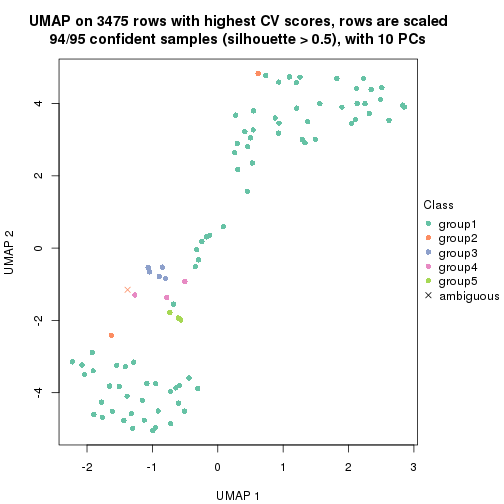 UMAP on 3475 rows with highest CV scores, rows are scaled
94/95 confident samples (silhouette > 0.5), with 10 PCs
4
2
0
-2
-4
UMAP 2
-2
-1
0
1
2
3
UMAP 1
Class
group1
group2
group3
group4
group5
ambiguous